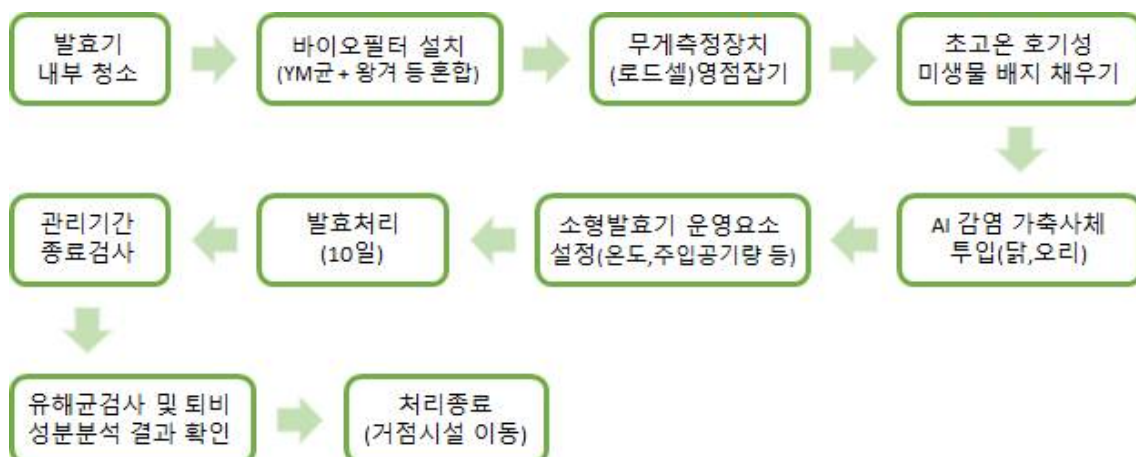 발효기
내부 청소
바이오필터 설치
(YM균 + 왕겨 등 혼합)
무게측정장치
(로드셀)영점잡기
초고온 호기성
미생물 배지 채우기
AI 감염 가축사체
투입(닭,오리)
소형발효기 운영요소
설정(온도,주입공기량 등)
발효처리
(10일)
관리기간
종료검사
유해균검사 및 퇴비
성분분석 결과 확인
처리종료
(거점시설 이동)